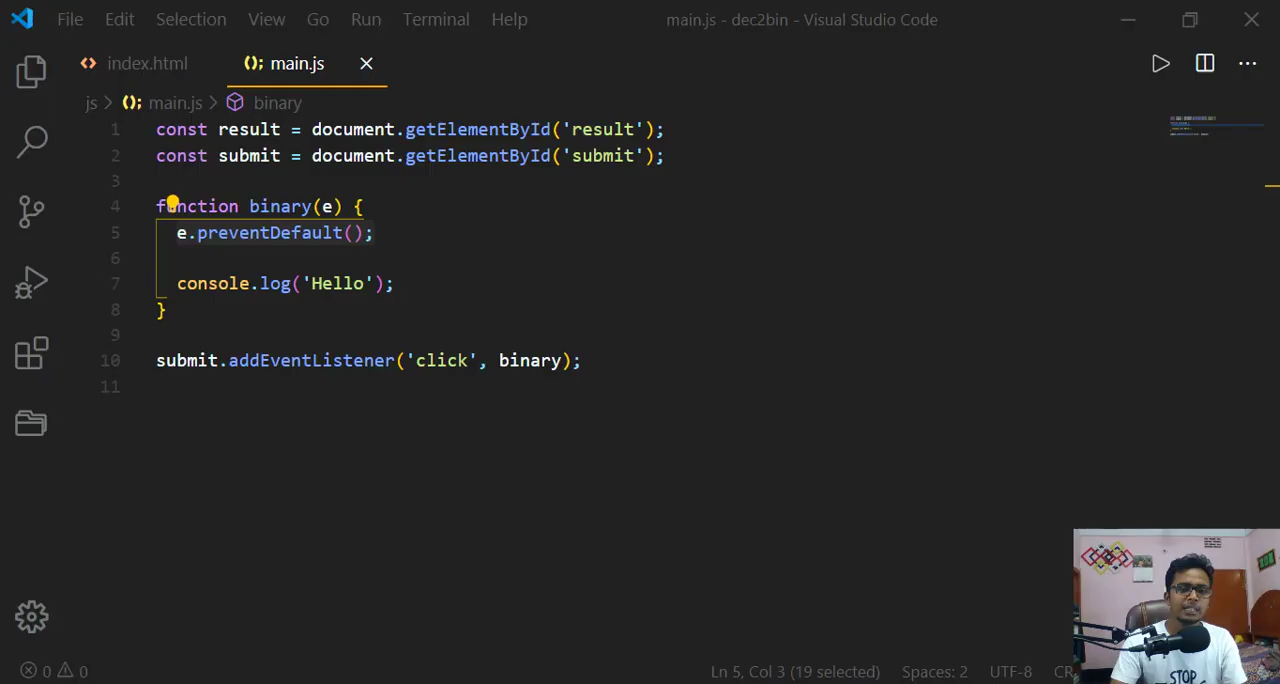 File Edit Selection View Go Run Terminal Help main.js - dec2bin - Visual Studio Code
index.html (); main.js
js > (); main.js > binary
1 const result = document.getElementById('result');
2 const submit = document.getElementById('submit');
3
4 function binary(e) {
5 e.preventDefault();
6
7 console.log('Hello');
8 }
9
10 submit.addEventListener('click', binary);
11
STOP
0 0 Ln 5, Col 3 (19 selected) Spaces: 2 UTF-8 CR